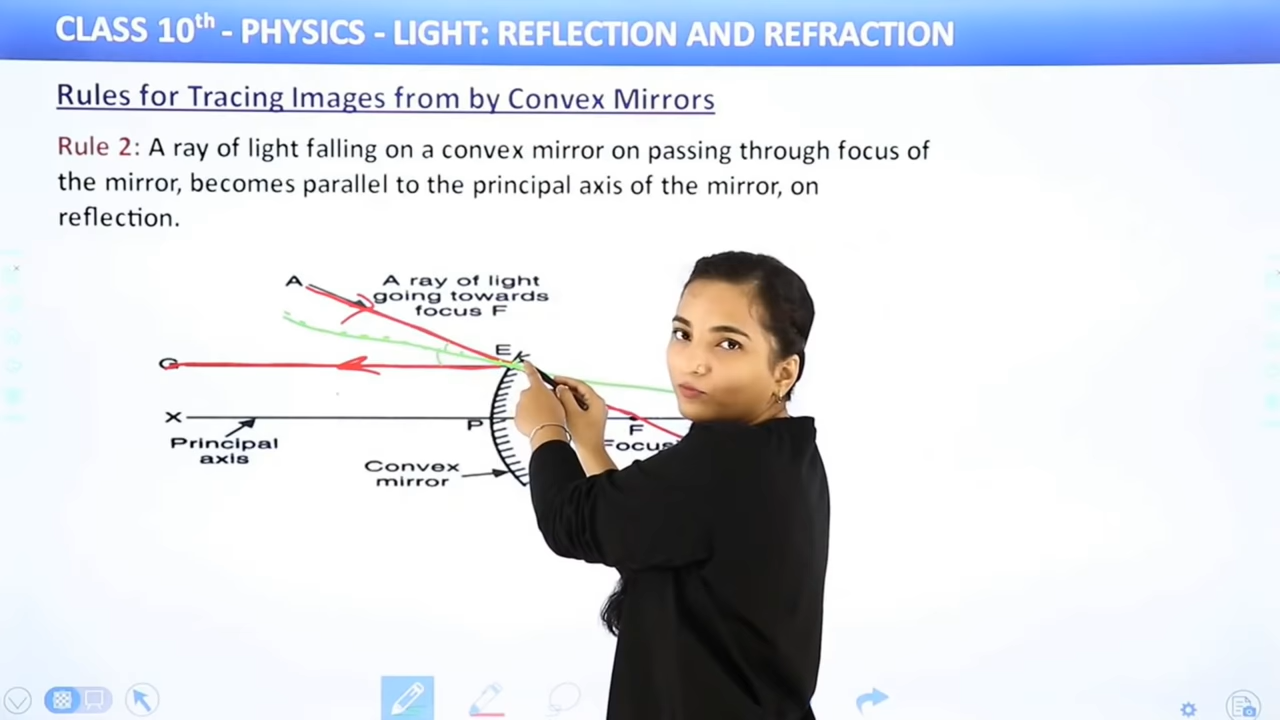 CLASS 10th - PHYSICS - LIGHT: REFLECTION AND REFRACTION
Rules for Tracing Images from by Convex Mirrors
Rule 2: A ray of light falling on a convex mirror on passing through focus of
the mirror, becomes parallel to the principal axis of the mirror, on
reflection.
A
A ray of light
going towards
focus F
E
X
P
F
Focus
Principal
axis
Convex
mirror